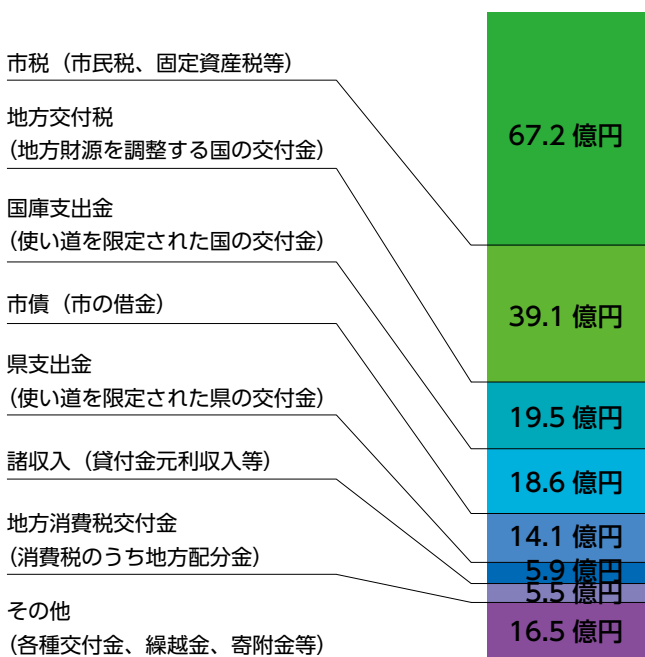 市税（市民税、固定資産税等）
67.2 億円
地方交付税
（地方財源を調整する国の交付金）
39.1 億円
国庫支出金
（使い道を限定された国の交付金）
19.5 億円
市債（市の借金）
18.6 億円
県支出金
（使い道を限定された県の交付金）
14.1 億円
諸収入（貸付金元利収入等）
5.9 億円
地方消費税交付金
（消費税のうち地方配分金）
5.5 億円
その他
（各種交付金、繰越金、寄附金等）
16.5 億円